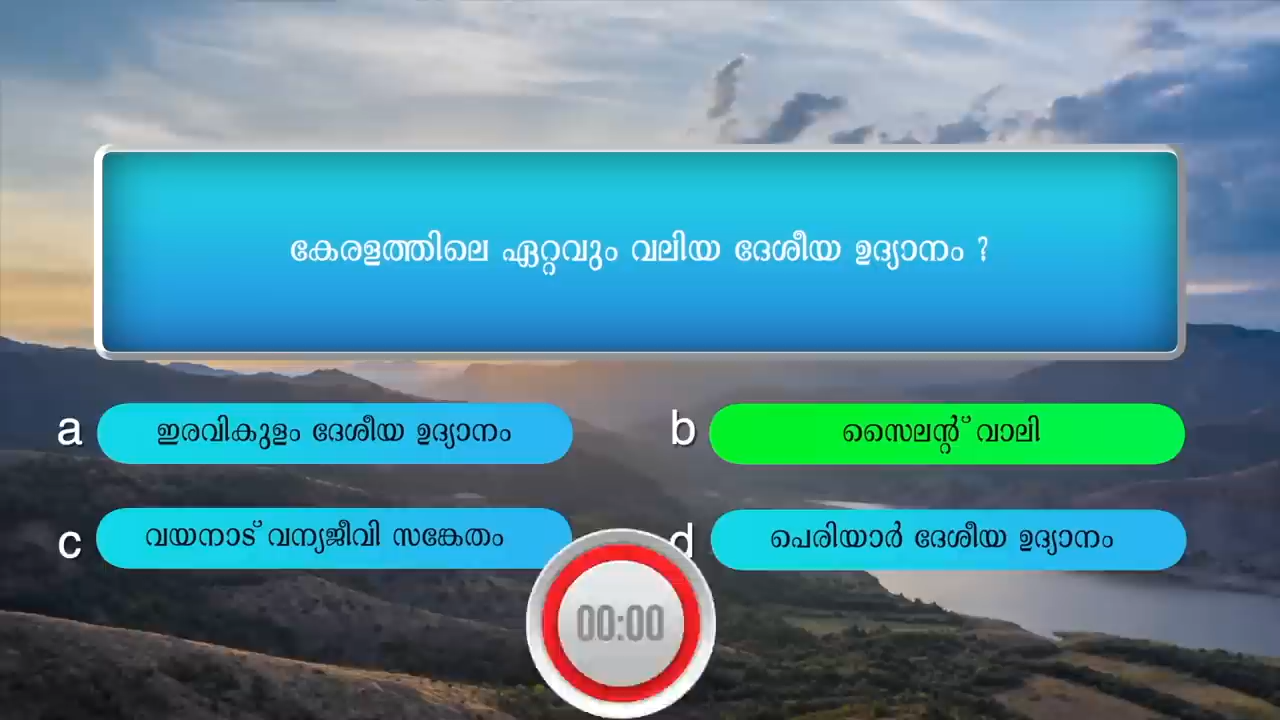 കേരളത്തിലെ ഏറ്റവും വലിയ ദേശീയ ഉദ്യാനം ?
a ഇരവികുളം ദേശീയ ഉദ്യാനം
b സൈലന്റ് വാലി
c വയനാട് വന്യജീവി സങ്കേതം
d പെരിയാർ ദേശീയ ഉദ്യാനം
00:00